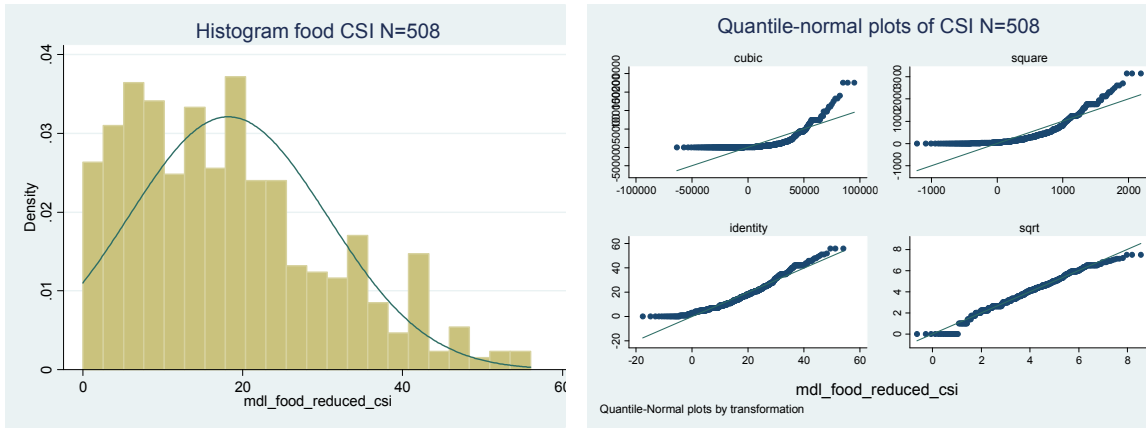 Histogram food CSI N=508
.04
.03
.02
.01
0
Density
0 20 40 60
mdl_food_reduced_csi
Quantile-normal plots of CSI N=508
cubic
-100000 -50000 0 50000 100000
square
-1000 0 1000 2000 3000
-1000 0 1000 2000
identity
-20 0 20 40 60
-20 0 20 40 60
sqrt
0 2 4 6 8
0 2 4 6 8
mdl_food_reduced_csi
Quantile-Normal plots by transformation